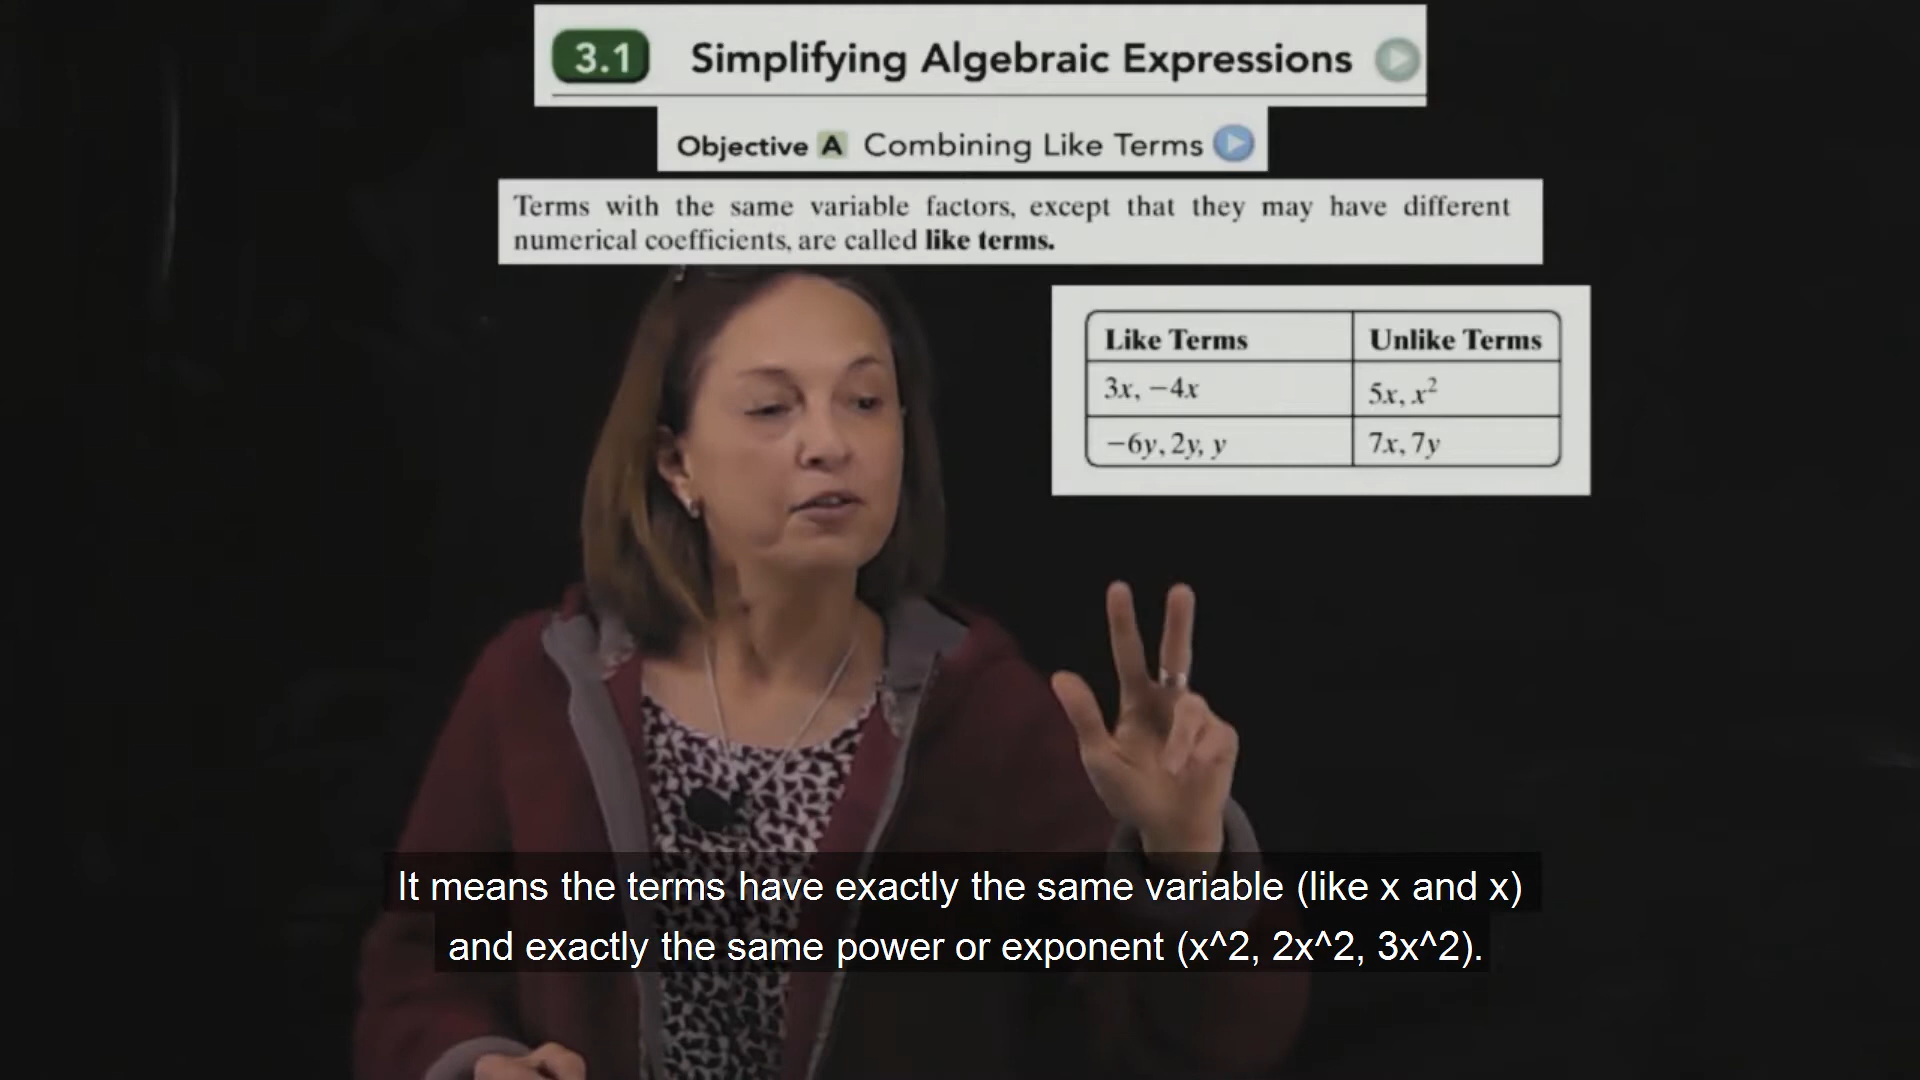 3.1 Simplifying Algebraic Expressions
Objective A Combining Like Terms
Terms with the same variable factors, except that they may have different
numerical coefficients, are called like terms.
Like Terms Unlike Terms
3x, −4x 5x, x²
−6y, 2y, y 7x, 7y
It means the terms have exactly the same variable (like x and x)
and exactly the same power or exponent (x^2, 2x^2, 3x^2).